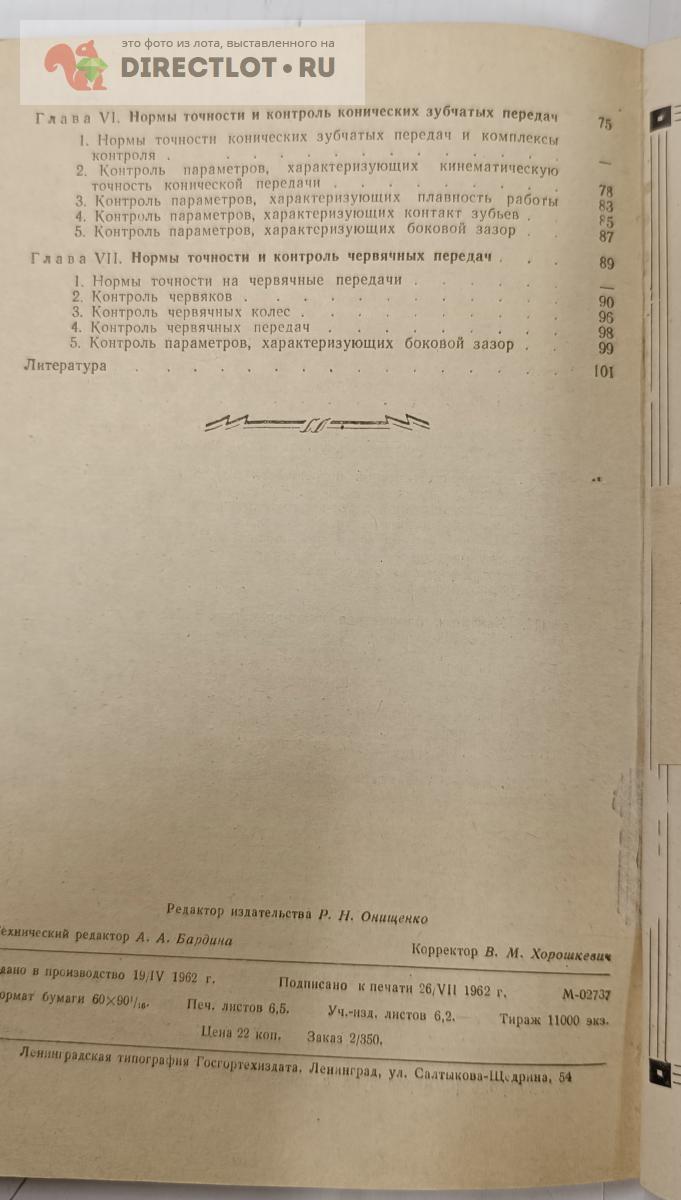 это фото из лота, выставленного на
DIRECTLOT•RU
Глава VI. Нормы точности и контроль конических зубчатых передач 75
1. Нормы точности конических зубчатых передач и комплексы
контроля . . . . . . . . . . . . . —
2. Контроль параметров, характеризующих кинематическую
точность конической передачи . . . . . . . . 78
3. Контроль параметров, характеризующих плавность работы 83
4. Контроль параметров, характеризующих контакт зубьев . . 85
5. Контроль параметров, характеризующих боковой зазор . . 87
Глава VII. Нормы точности и контроль червячных передач . . . 89
1. Нормы точности на червячные передачи . . . . . . —
2. Контроль червяков . . . . . . . . . . . 90
3. Контроль червячных колес . . . . . . . . . 96
4. Контроль червячных передач . . . . . . . . 98
5. Контроль параметров, характеризующих боковой зазор . . 99
Литература . . . . . . . . . . . . . . . 101
Редактор издательства Р. Н. Онищенко
Технический редактор А. А. Бардина
Корректор В. М. Хорошкевич
дано в производство 19/IV 1962 г. Подписано к печати 26/VII 1962 г. М-02737
ормат бумаги 60×90 1/16. Печ. листов 6,5. Уч.-изд. листов 6,2. Тираж 11000 экз.
Цена 22 коп. Заказ 2/350.
Ленинградская типография Госгортехиздата, Ленинград, ул. Салтыкова-Щедрина, 54